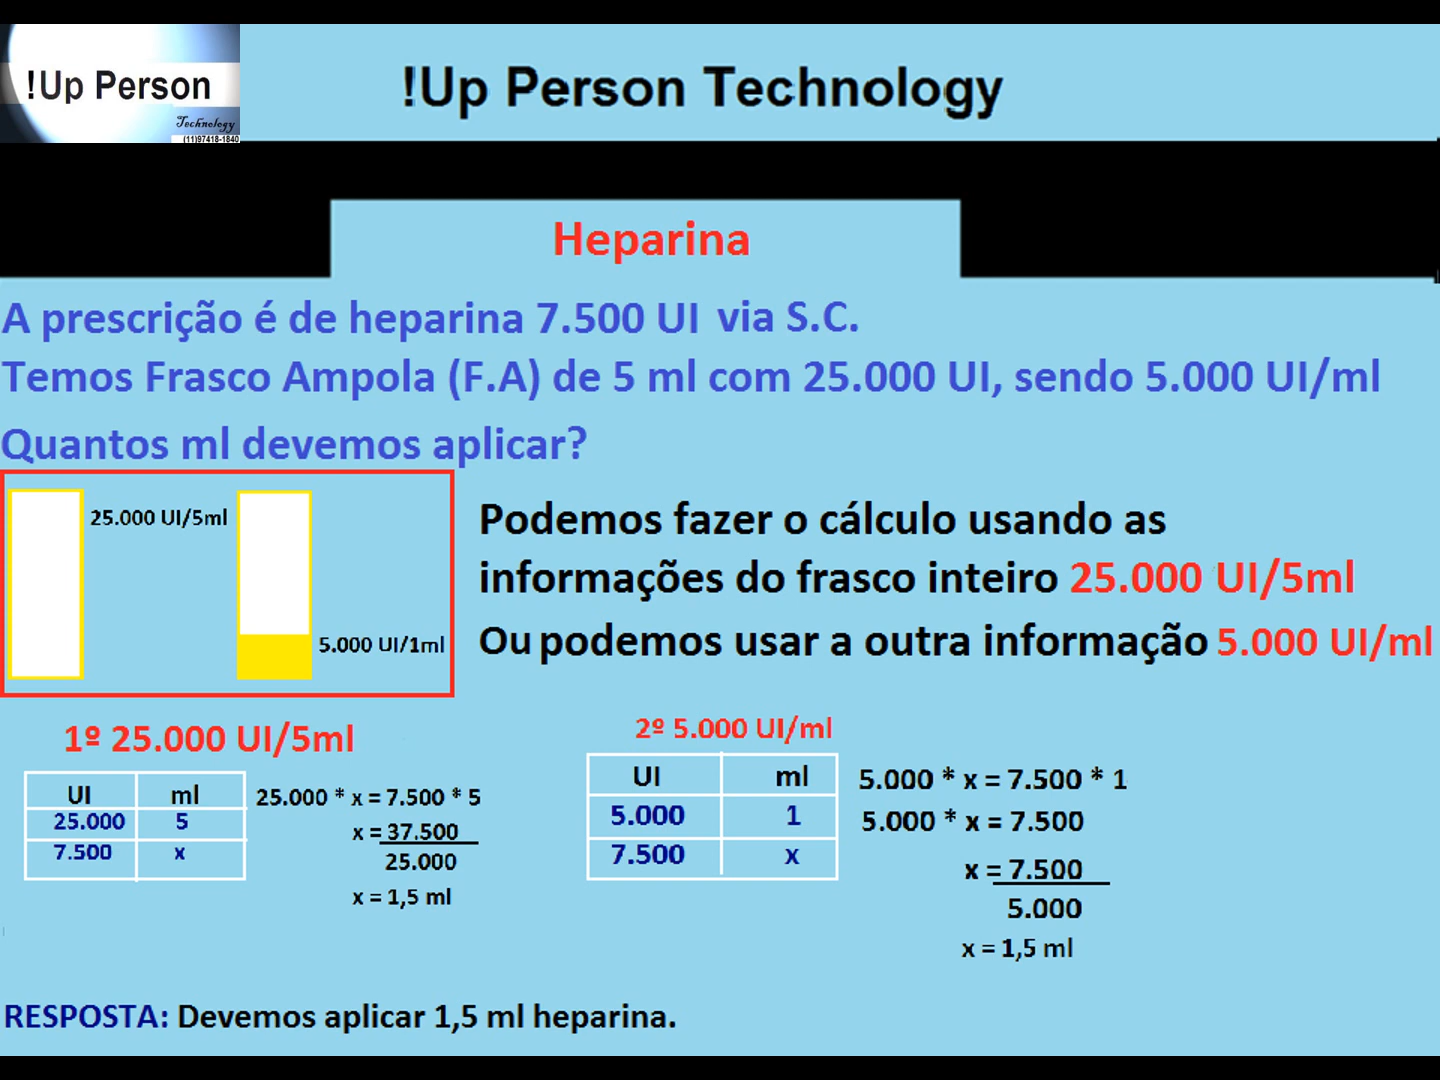 !Up Person
Technology
(11)97418-1840
!Up Person Technology
Heparina
A prescrição é de heparina 7.500 UI via S.C.
Temos Frasco Ampola (F.A) de 5 ml com 25.000 UI, sendo 5.000 UI/ml
Quantos ml devemos aplicar?
25.000 UI/5ml
5.000 UI/1ml
Podemos fazer o cálculo usando as
informações do frasco inteiro 25.000 UI/5ml
Ou podemos usar a outra informação 5.000 UI/ml
1º 25.000 UI/5ml
UI ml
25.000 5
7.500 x
25.000 * x = 7.500 * 5
x = 37.500
25.000
x = 1,5 ml
2º 5.000 UI/ml
UI ml
5.000 1
7.500 x
5.000 * x = 7.500 * 1
5.000 * x = 7.500
x = 7.500
5.000
x = 1,5 ml
RESPOSTA: Devemos aplicar 1,5 ml heparina.